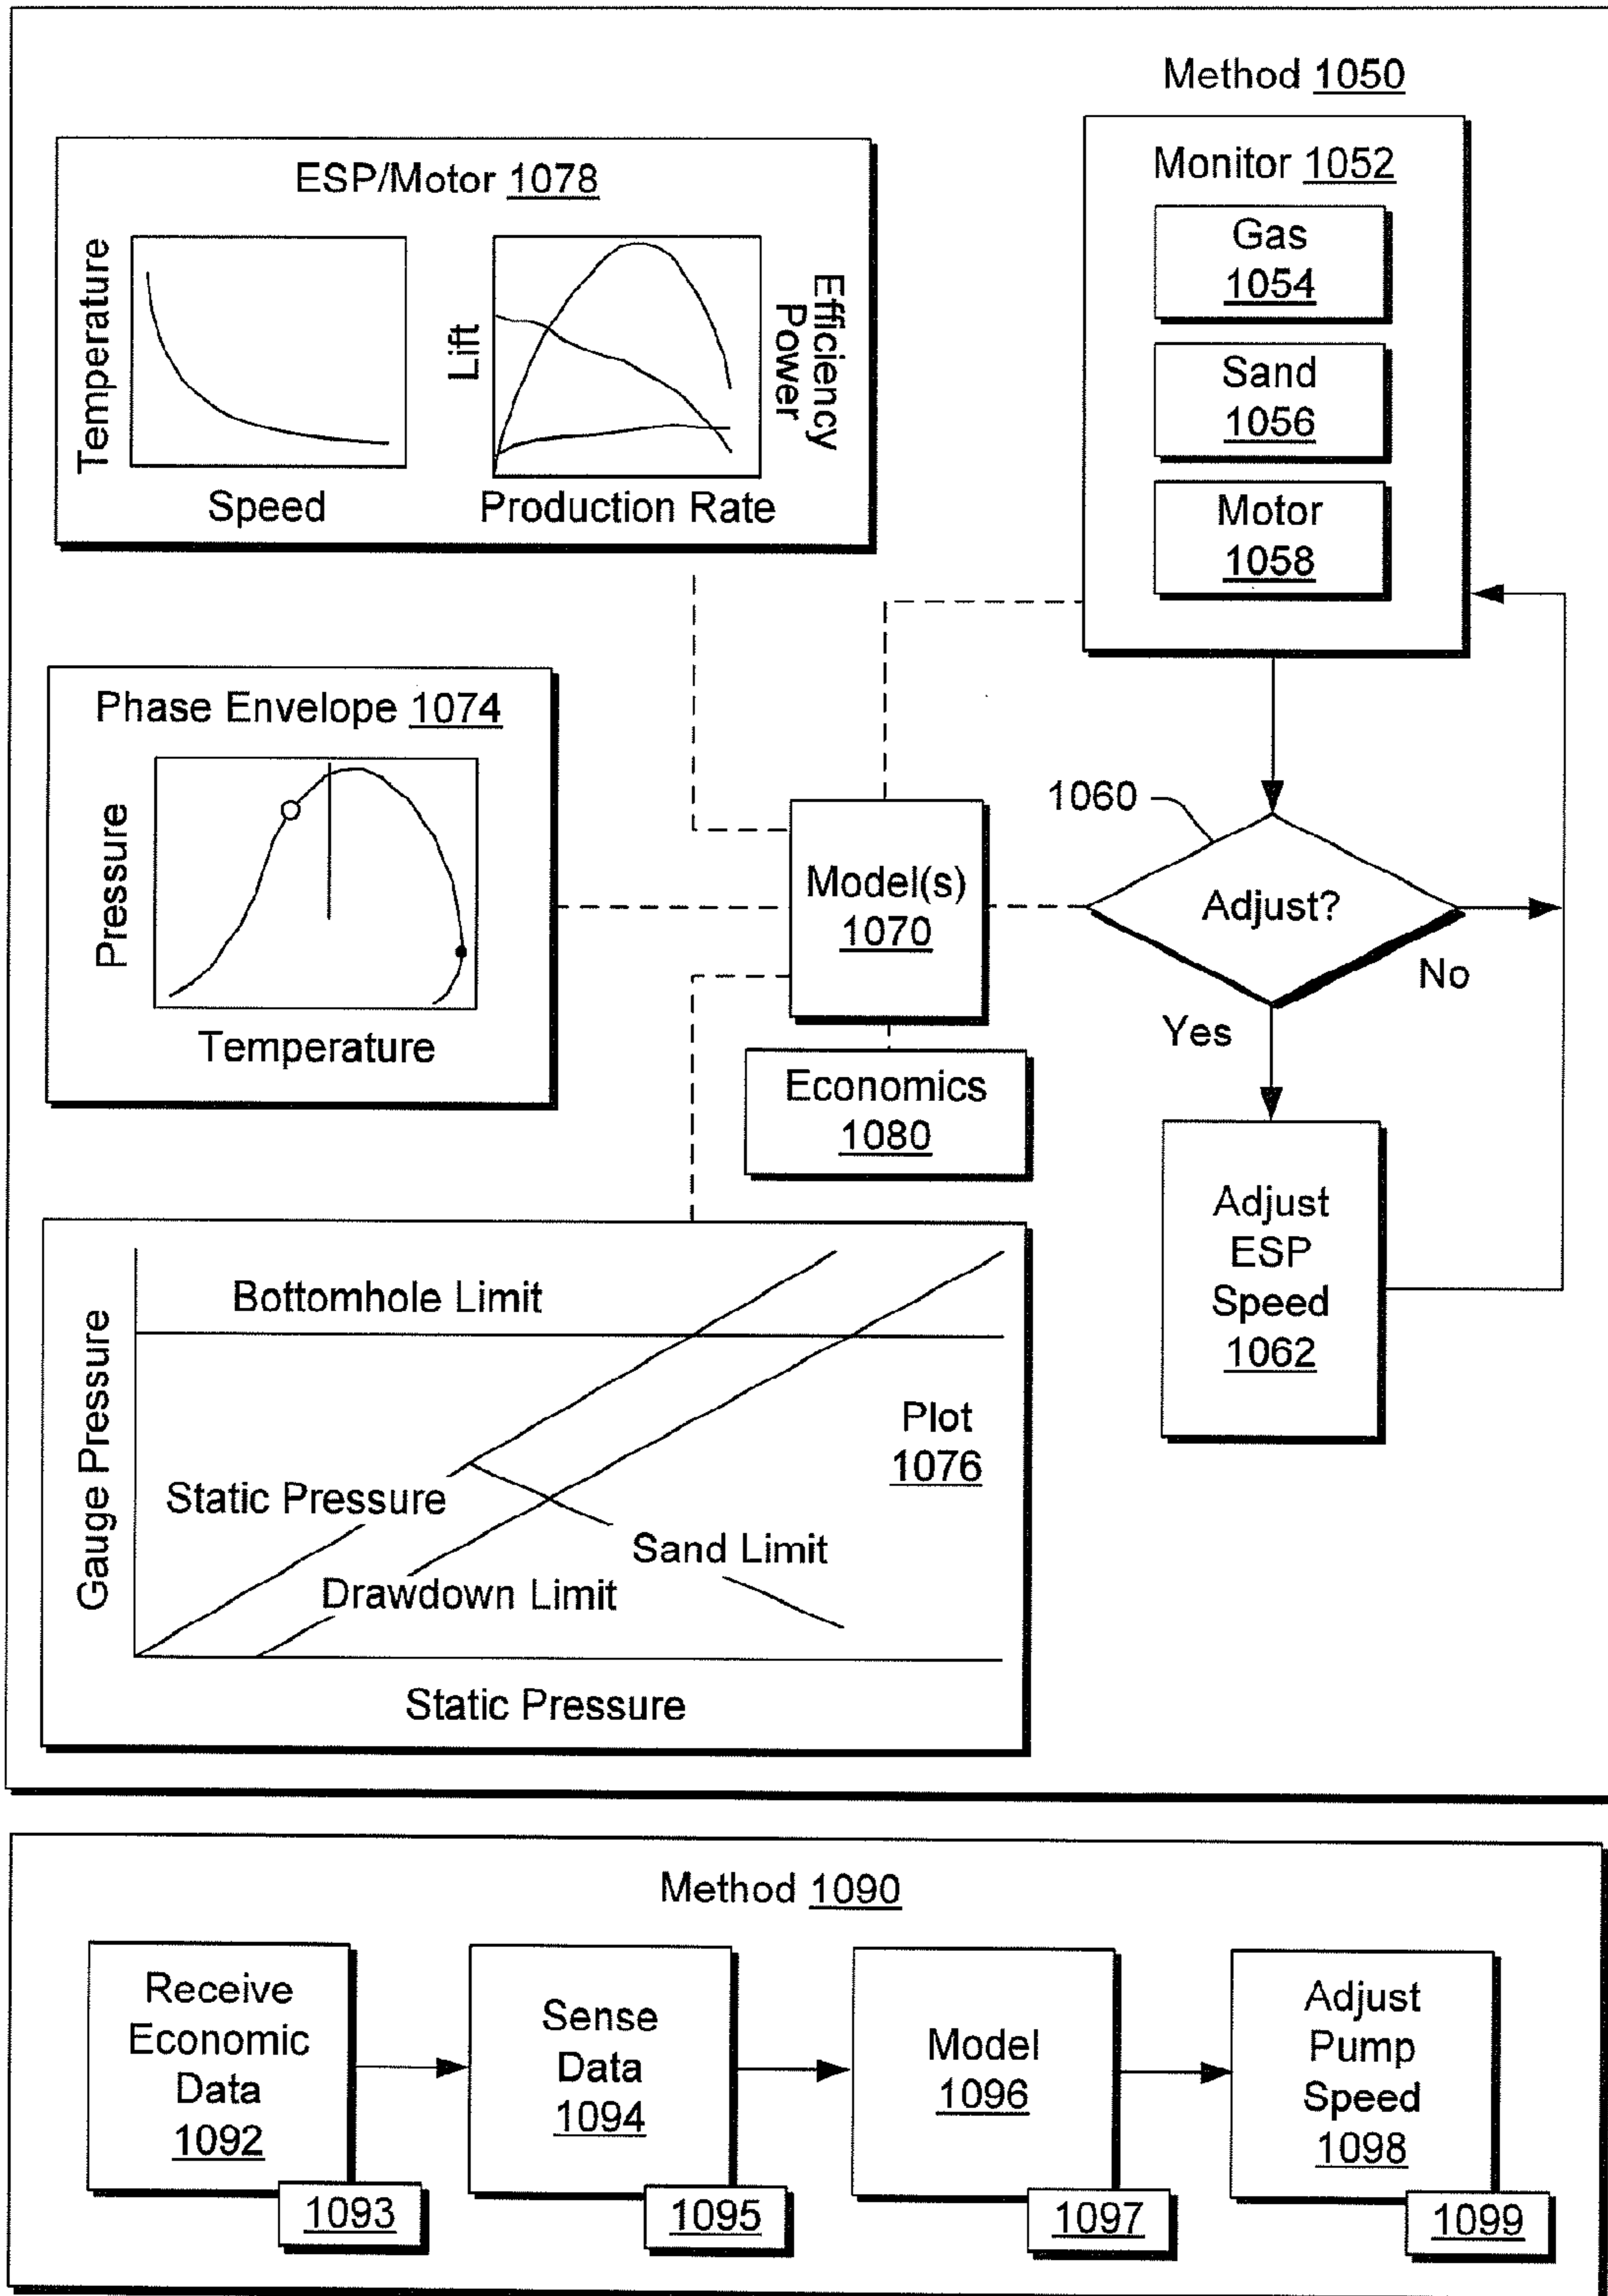 Method 1050
ESP/Motor 1078
Temperature
Speed
Lift
Production Rate
Efficiency
Power
Monitor 1052
Gas
1054
Sand
1056
Motor
1058
Phase Envelope 1074
Pressure
Temperature
Model(s)
1070
1060
Adjust?
No
Yes
Economics
1080
Adjust
ESP
Speed
1062
Gauge Pressure
Bottomhole Limit
Plot
1076
Static Pressure
Sand Limit
Drawdown Limit
Static Pressure
Method 1090
Receive
Economic
Data
1092
1093
Sense
Data
1094
1095
Model
1096
1097
Adjust
Pump
Speed
1098
1099